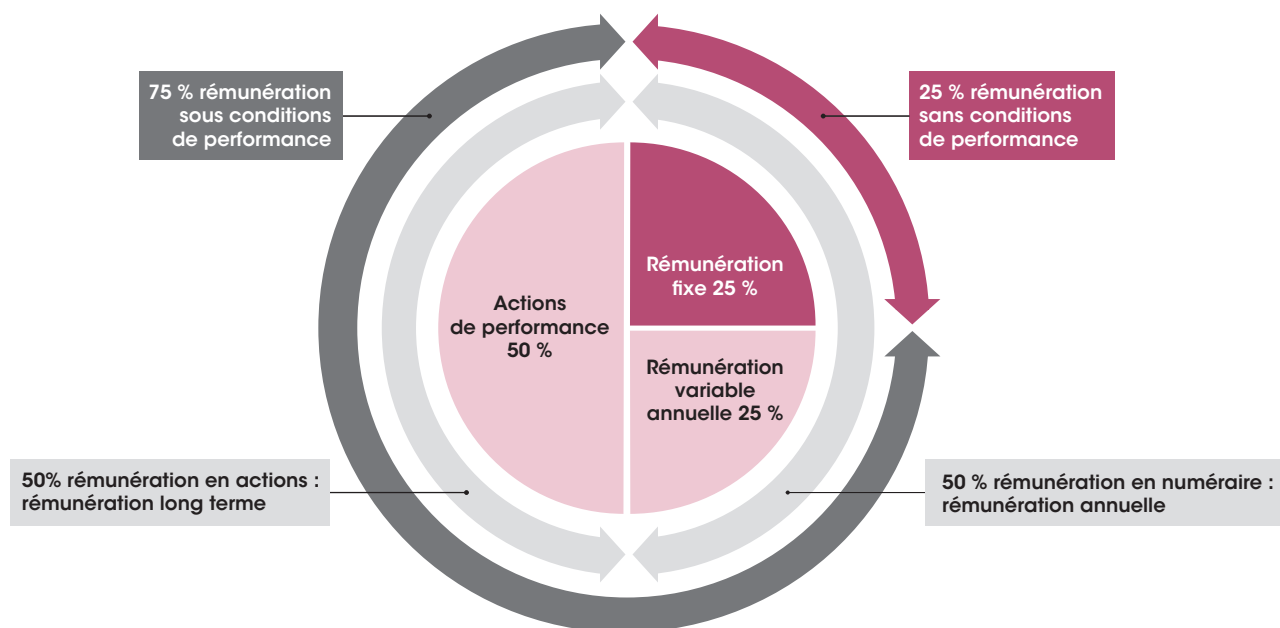 75 % rémunération
sous conditions
de performance
25 % rémunération
sans conditions
de performance
Rémunération
fixe 25 %
Actions
de performance
50 %
Rémunération
variable
annuelle 25 %
50% rémunération en actions :
rémunération long terme
50 % rémunération en numéraire :
rémunération annuelle